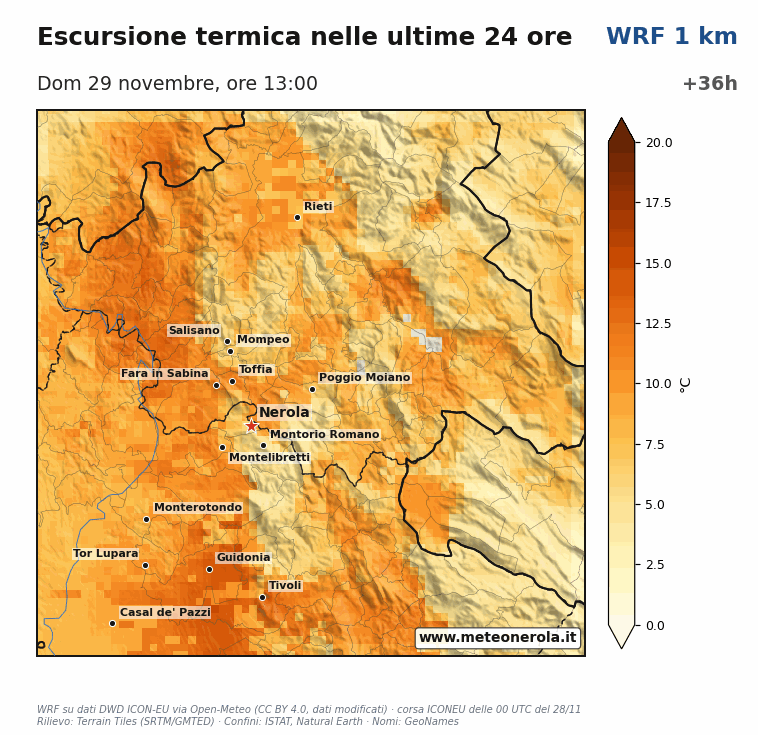 Escursione termica nelle ultime 24 ore
WRF 1 km
Dom 29 novembre, ore 13:00
+36h
Rieti
Salisano
Mompeo
Toffia
Fara in Sabina
Poggio Moiano
Nerola
Montorio Romano
Montelibretti
Monterotondo
Tor Lupara
Guidonia
Tivoli
Casal de' Pazzi
www.meteonerola.it
20.0
17.5
15.0
12.5
10.0
7.5
5.0
2.5
0.0
°C
WRF su dati DWD ICON-EU via Open-Meteo (CC BY 4.0, dati modificati) · corsa ICONEU delle 00 UTC del 28/11
Rilievo: Terrain Tiles (SRTM/GMTED) · Confini: ISTAT, Natural Earth · Nomi: GeoNames